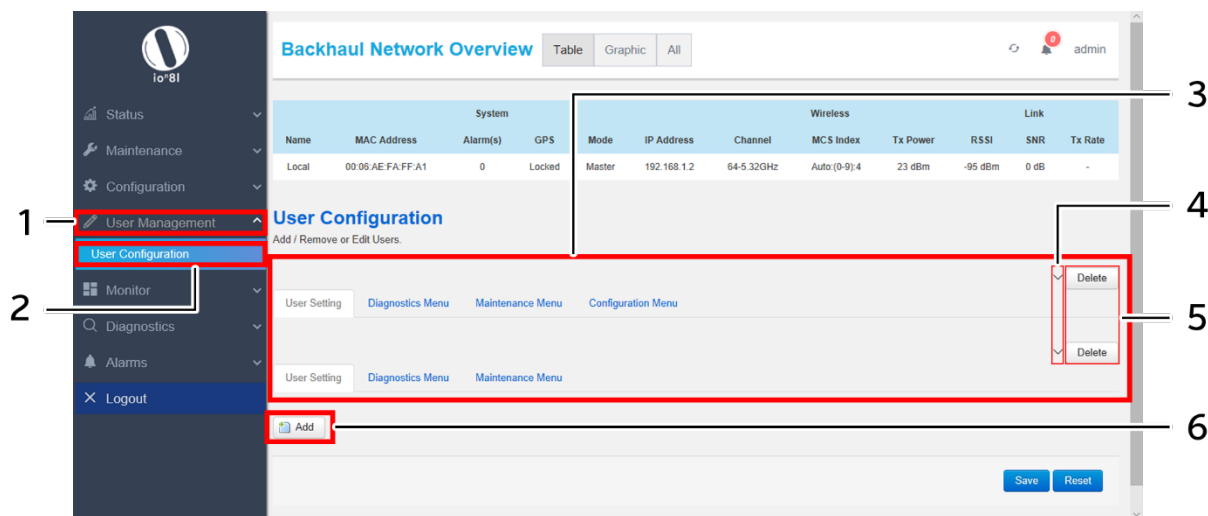 Backhaul Network Overview Table Graphic All 0 admin
io"8l
3
Status
System Wireless Link
Name MAC Address Alarm(s) GPS Mode IP Address Channel MCS Index Tx Power RSSI SNR Tx Rate
Maintenance
Local 00:06:AE:FA:FF:A1 0 Locked Master 192.168.1.2 64-5.32GHz Auto:(0-9):4 23 dBm -95 dBm 0 dB -
Configuration
4
1 User Management
User Configuration
Add / Remove or Edit Users.
User Configuration
Delete
2 Monitor
User Setting Diagnostics Menu Maintenance Menu Configuration Menu
5
Diagnostics
Delete
Alarms
User Setting Diagnostics Menu Maintenance Menu
Logout
Add
6
Save Reset